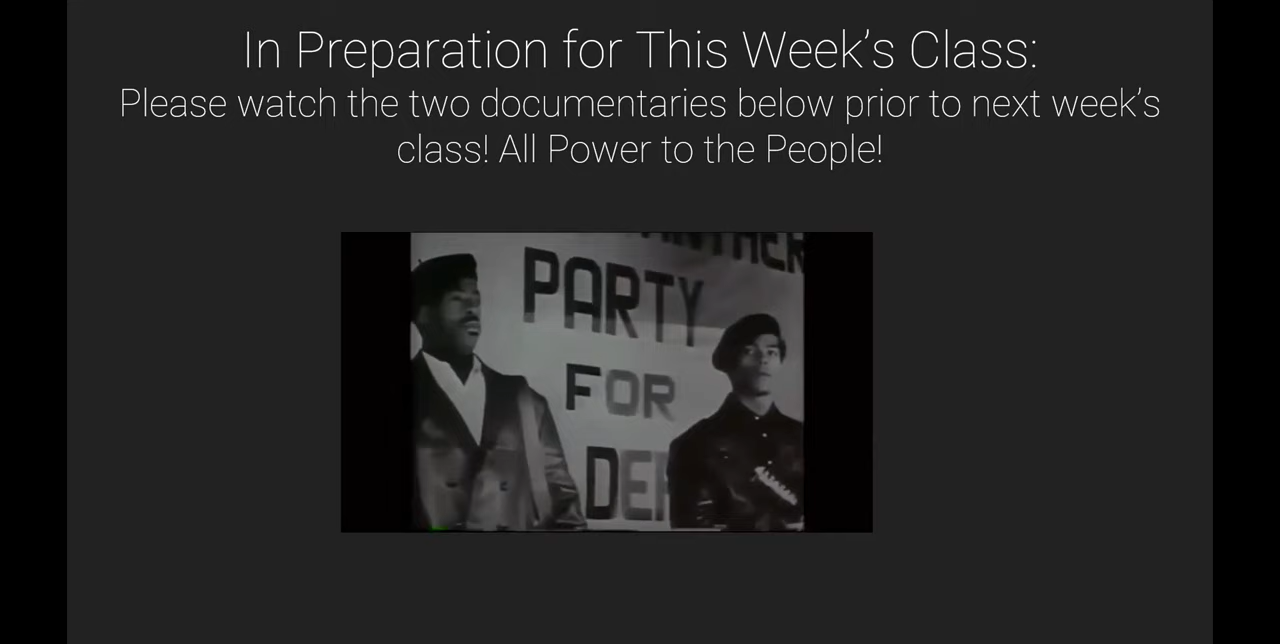 In Preparation for This Week’s Class:
Please watch the two documentaries below prior to next week’s
class! All Power to the People!
PARTY
FOR